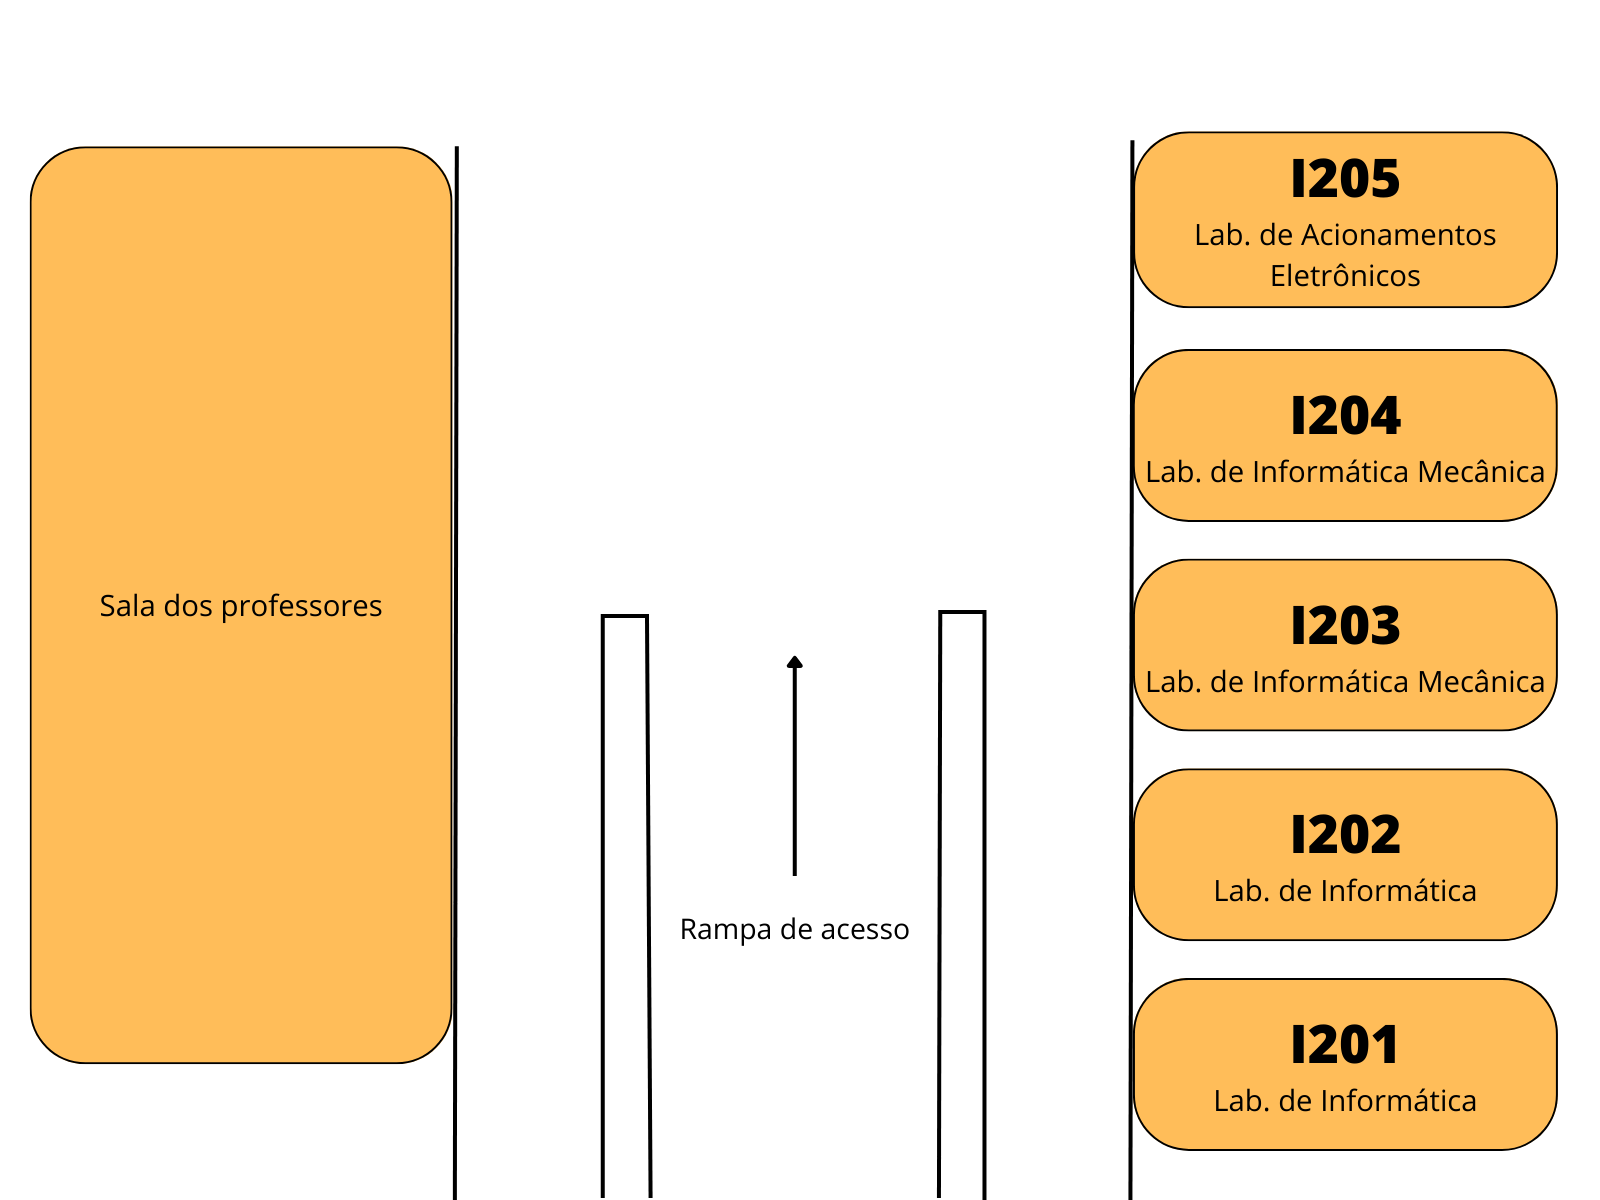 I205
Lab. de Acionamentos
Eletrônicos
I204
Lab. de Informática Mecânica
Sala dos professores
I203
Lab. de Informática Mecânica
I202
Lab. de Informática
Rampa de acesso
I201
Lab. de Informática